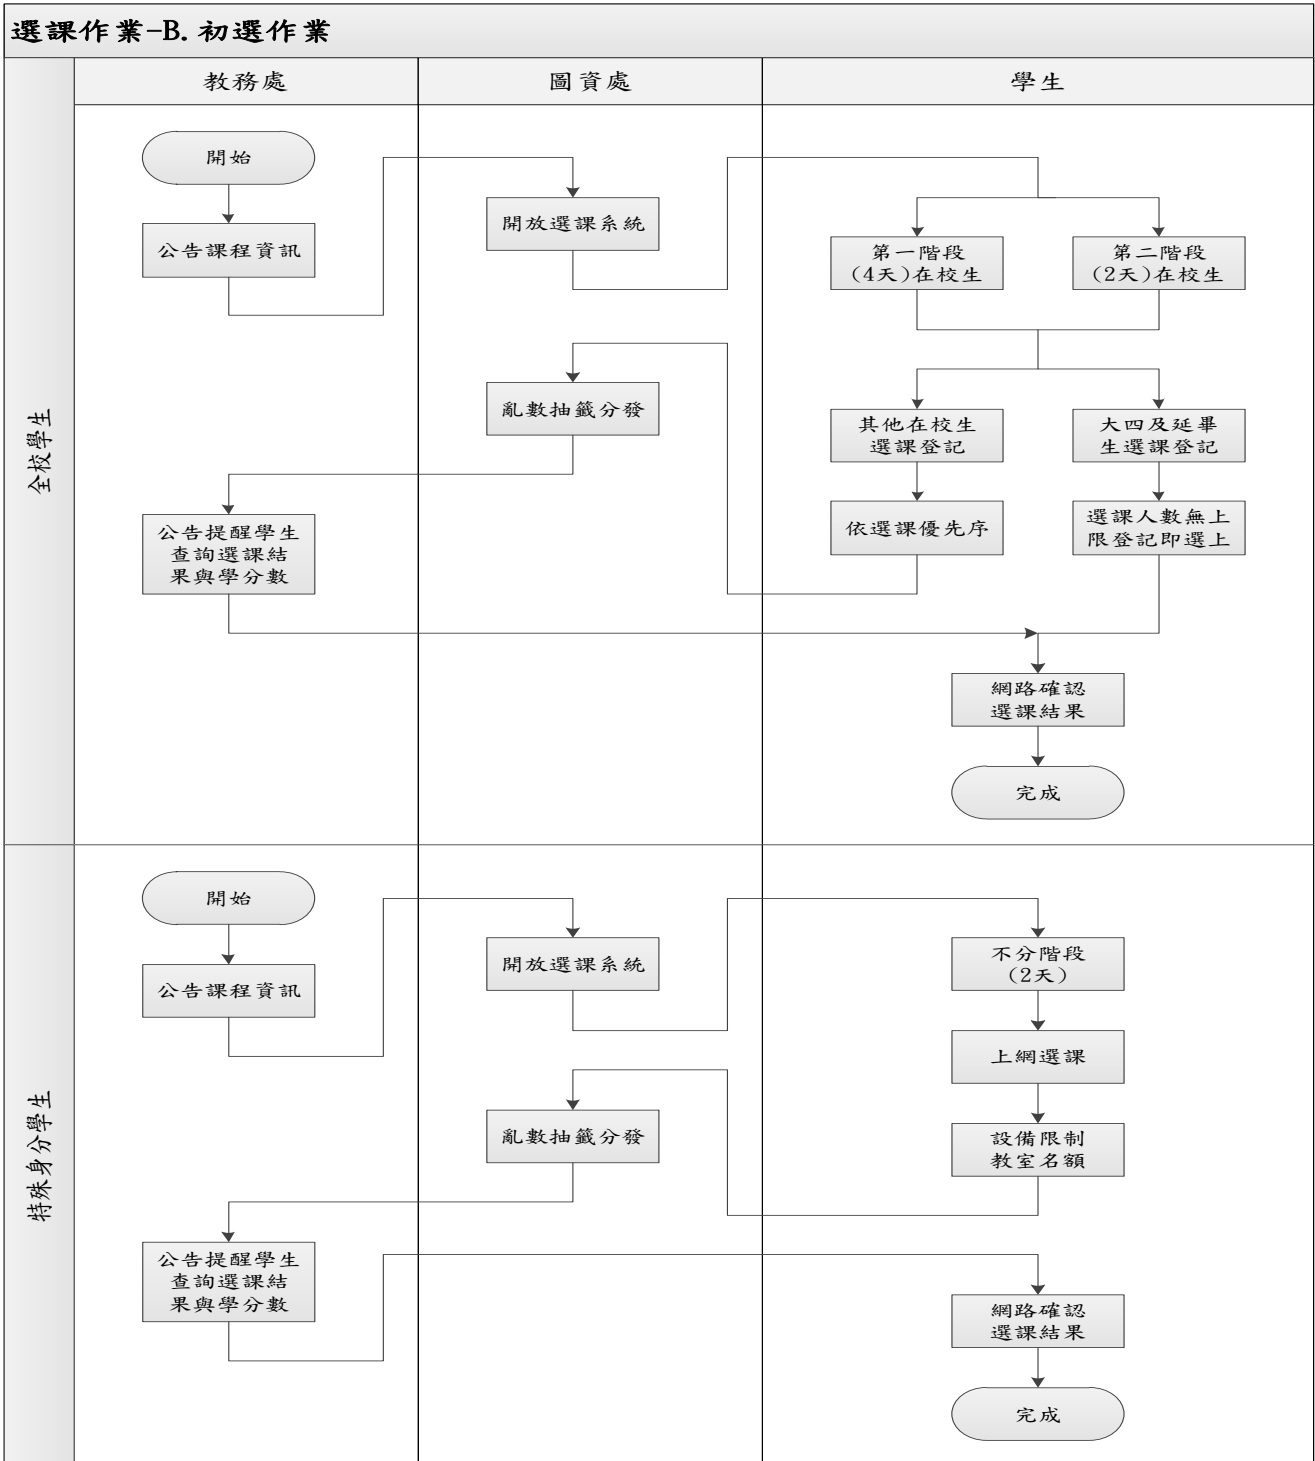 選課作業-B.初選作業
教務處
圖資處
學生
全校學生
開始
公告課程資訊
開放選課系統
第一階段
(4天)在校生
第二階段
(2天)在校生
其他在校生
選課登記
大四及延畢
生選課登記
依選課優先序
選課人數無上
限登記即選上
亂數抽籤分發
公告提醒學生
查詢選課結
果與學分數
網路確認
選課結果
完成
特殊身分學生
開始
公告課程資訊
開放選課系統
不分階段
(2天)
上網選課
設備限制
教室名額
亂數抽籤分發
公告提醒學生
查詢選課結
果與學分數
網路確認
選課結果
完成